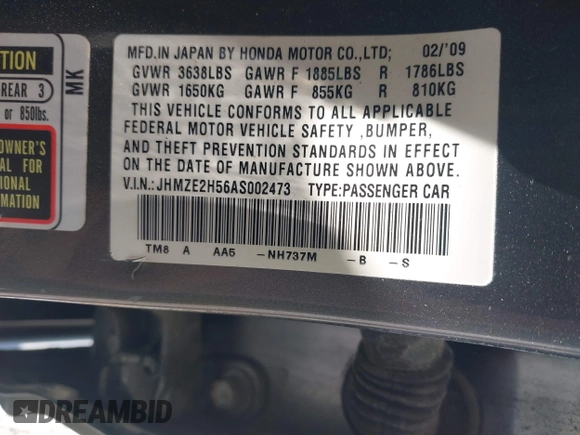 TION
REAR 3
or 850lbs.
OWNER'S
AL FOR
IONAL
RMATION
MK
MFD.IN JAPAN BY HONDA MOTOR CO.,LTD; 02/'09
GVWR 3638LBS GAWR F 1885LBS R 1786LBS
GVWR 1650KG GAWR F 855KG R 810KG
THIS VEHICLE CONFORMS TO ALL APPLICABLE
FEDERAL MOTOR VEHICLE SAFETY ,BUMPER,
AND THEFT PREVENTION STANDARDS IN EFFECT
ON THE DATE OF MANUFACTURE SHOWN ABOVE.
V.I.N.:JHMZE2H56AS002473 TYPE:PASSENGER CAR
TM8 A AA5 -NH737M -B -S
DREAMBID